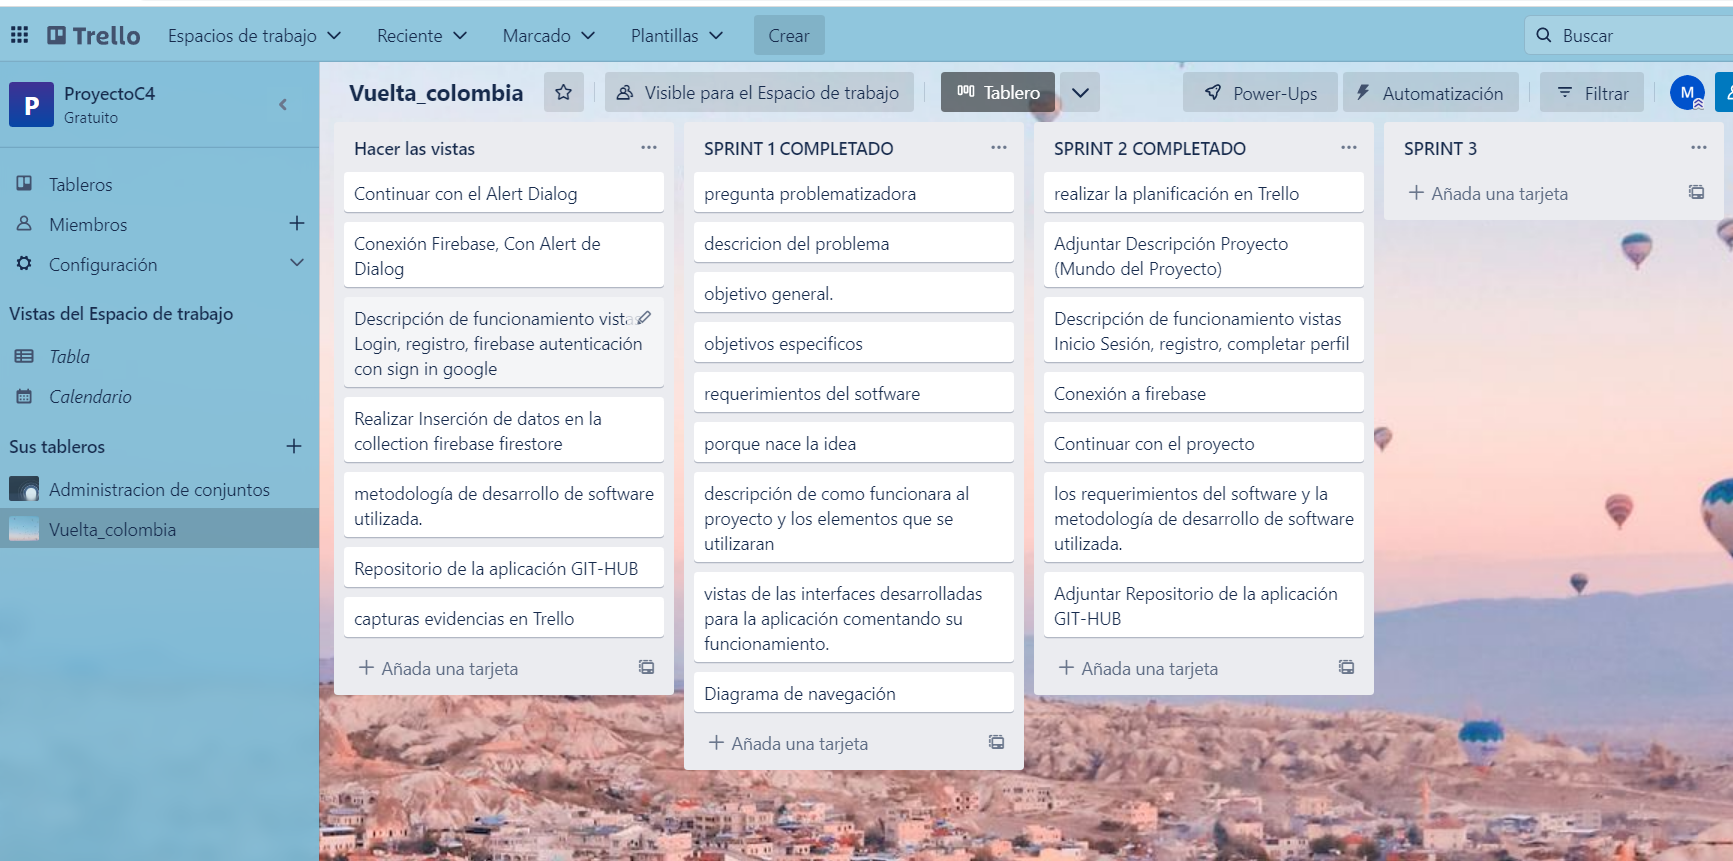 Trello
Espacios de trabajo
Reciente
Marcado
Plantillas
Crear
Buscar
P
ProyectoC4
Gratuito
Tableros
Miembros
Configuración
Vistas del Espacio de trabajo
Tabla
Calendario
Sus tableros
Administracion de conjuntos
Vuelta_colombia
Vuelta_colombia
Visible para el Espacio de trabajo
Tablero
Power-Ups
Automatización
Filtrar
M
Hacer las vistas
Continuar con el Alert Dialog
Conexión Firebase, Con Alert de
Dialog
Descripción de funcionamiento vistas
Login, registro, firebase autenticación
con sign in google
Realizar Inserción de datos en la
collection firebase firestore
metodología de desarrollo de software
utilizada.
Repositorio de la aplicación GIT-HUB
capturas evidencias en Trello
Añada una tarjeta
SPRINT 1 COMPLETADO
pregunta problematizadora
descricion del problema
objetivo general.
objetivos especificos
requerimientos del sotfware
porque nace la idea
descripción de como funcionara al
proyecto y los elementos que se
utilizaran
vistas de las interfaces desarrolladas
para la aplicación comentando su
funcionamiento.
Diagrama de navegación
Añada una tarjeta
SPRINT 2 COMPLETADO
realizar la planificación en Trello
Adjuntar Descripción Proyecto
(Mundo del Proyecto)
Descripción de funcionamiento vistas
Inicio Sesión, registro, completar perfil
Conexión a firebase
Continuar con el proyecto
los requerimientos del software y la
metodología de desarrollo de software
utilizada.
Adjuntar Repositorio de la aplicación
GIT-HUB
Añada una tarjeta
SPRINT 3
Añada una tarjeta